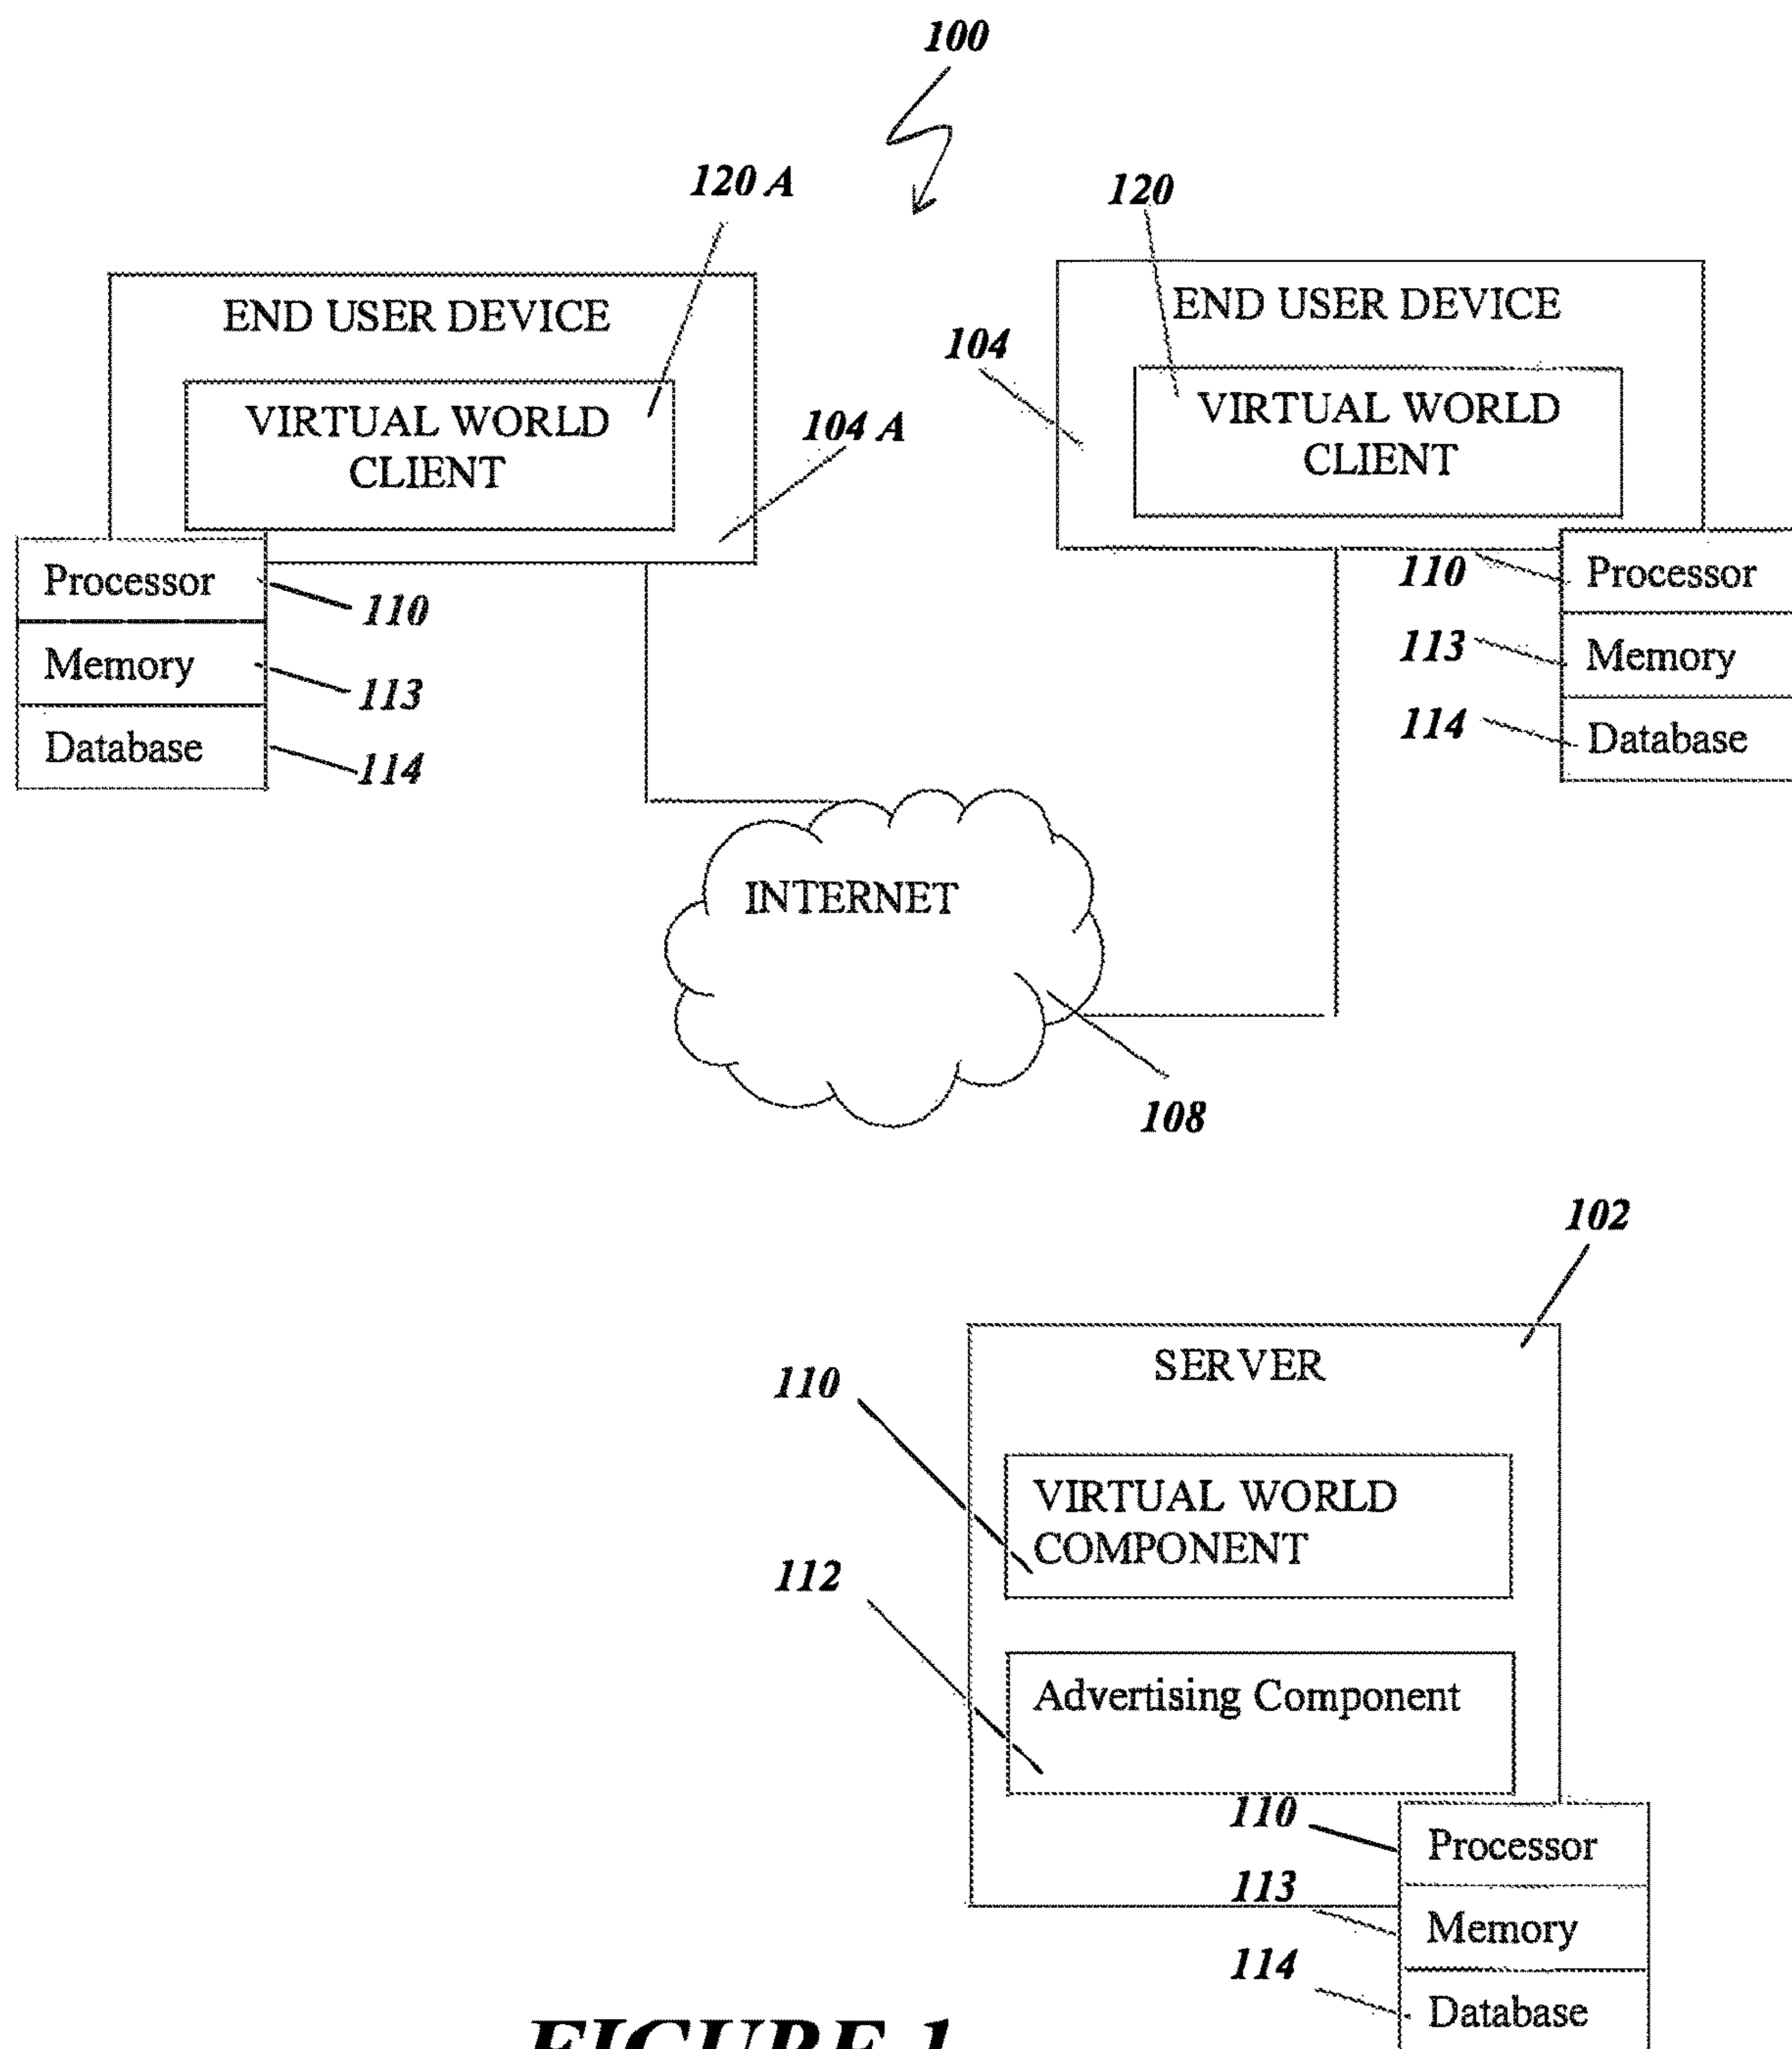 100
120 A
120
END USER DEVICE
END USER DEVICE
104
VIRTUAL WORLD
CLIENT
104 A
VIRTUAL WORLD
CLIENT
Processor
110
Memory
113
Database
114
110
Processor
113
Memory
114
Database
INTERNET
108
102
SERVER
110
VIRTUAL WORLD
COMPONENT
112
Advertising Component
110
Processor
113
Memory
114
Database
FIGURE 1